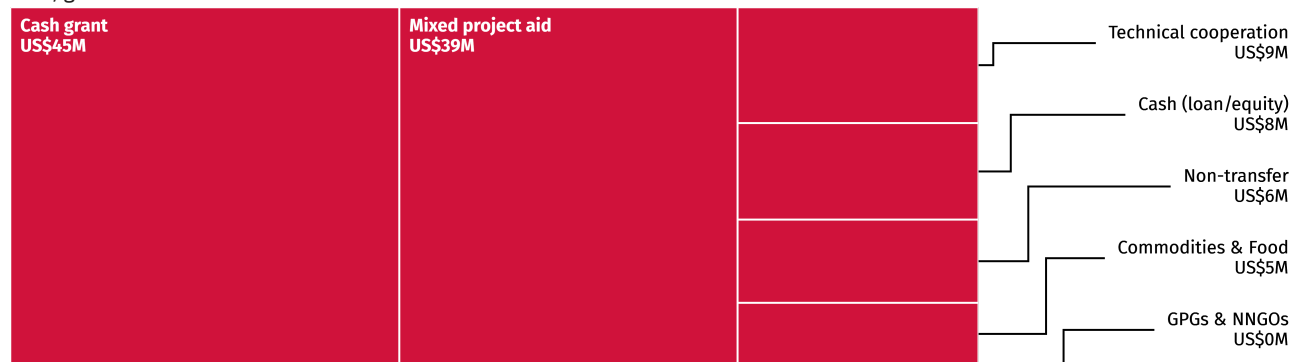 Cash grant
US$45M
Mixed project aid
US$39M
Technical cooperation
US$9M
Cash (loan/equity)
US$8M
Non-transfer
US$6M
Commodities & Food
US$5M
GPGs & NNGOs
US$0M